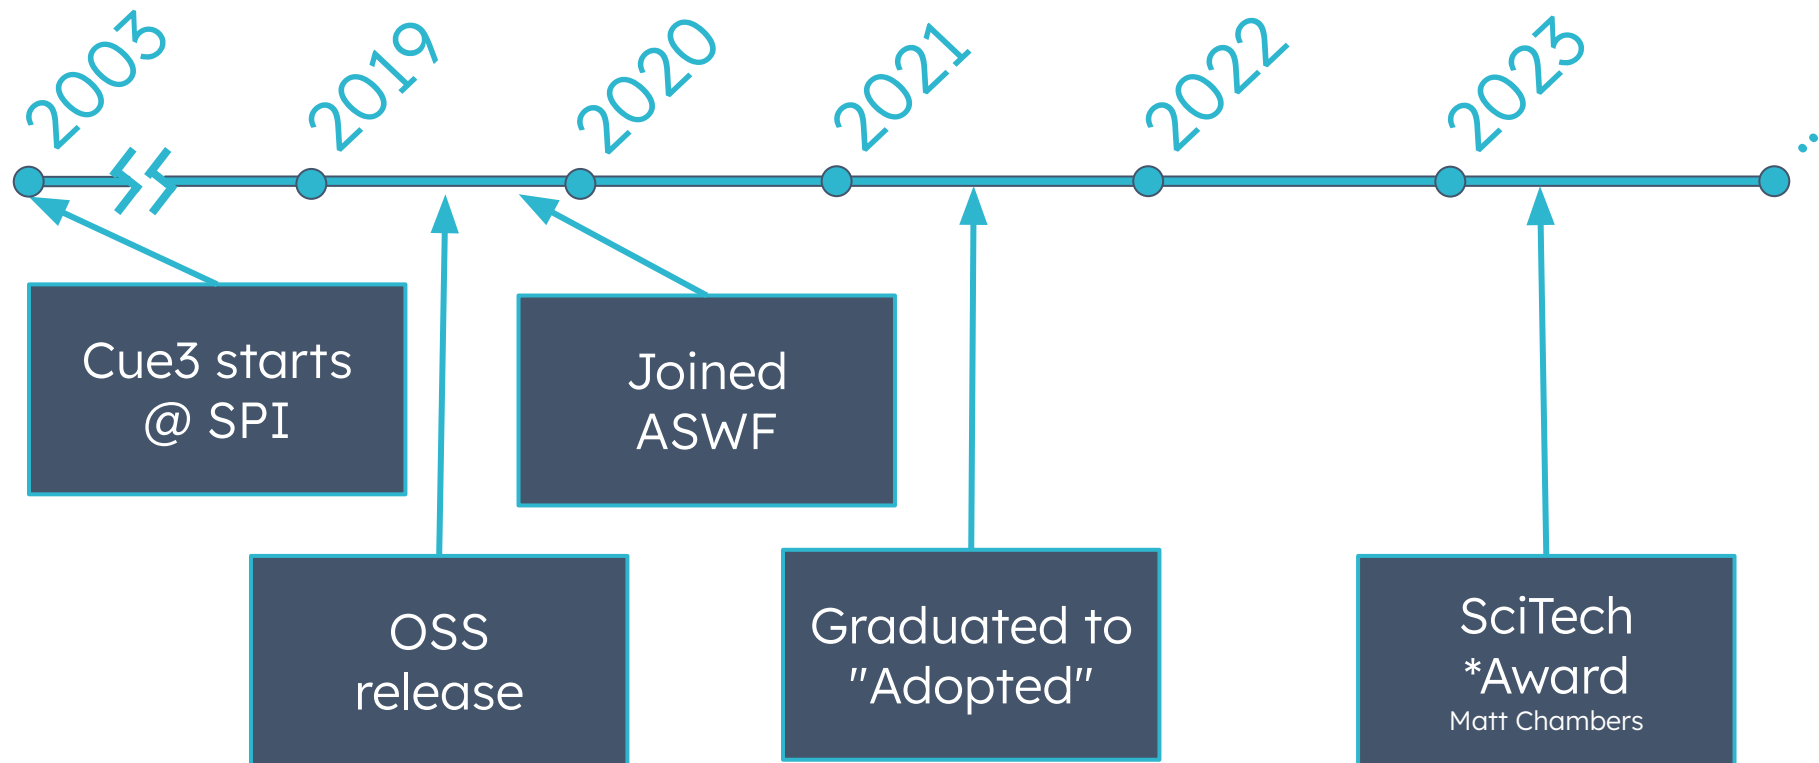 2003
2019
2020
2021
2022
2023
..
Cue3 starts
@ SPI
Joined
ASWF
OSS
release
Graduated to
"Adopted"
SciTech
*Award
Matt Chambers